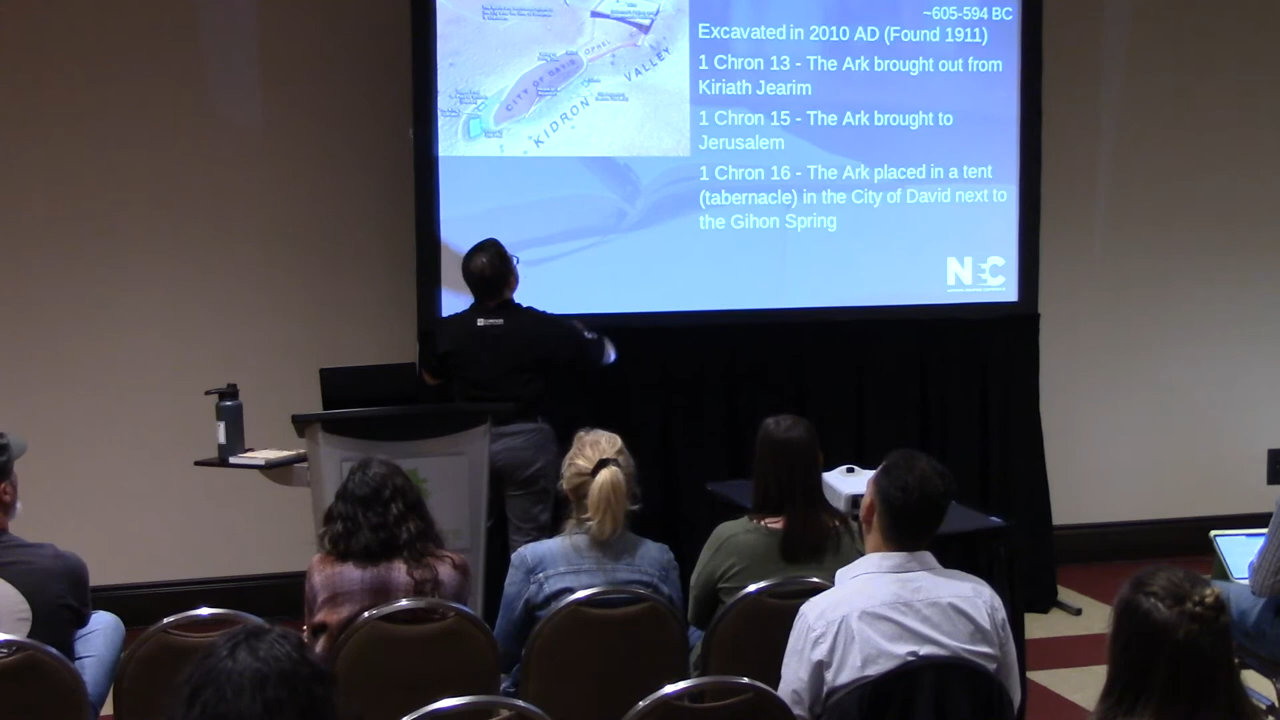 ~605-594 BC
Excavated in 2010 AD (Found 1911)
1 Chron 13 - The Ark brought out from
Kiriath Jearim
1 Chron 15 - The Ark brought to
Jerusalem
1 Chron 16 - The Ark placed in a tent
(tabernacle) in the City of David next to
the Gihon Spring
OPHEL
CITY OF DAVID
KIDRON
VALLEY
NEC